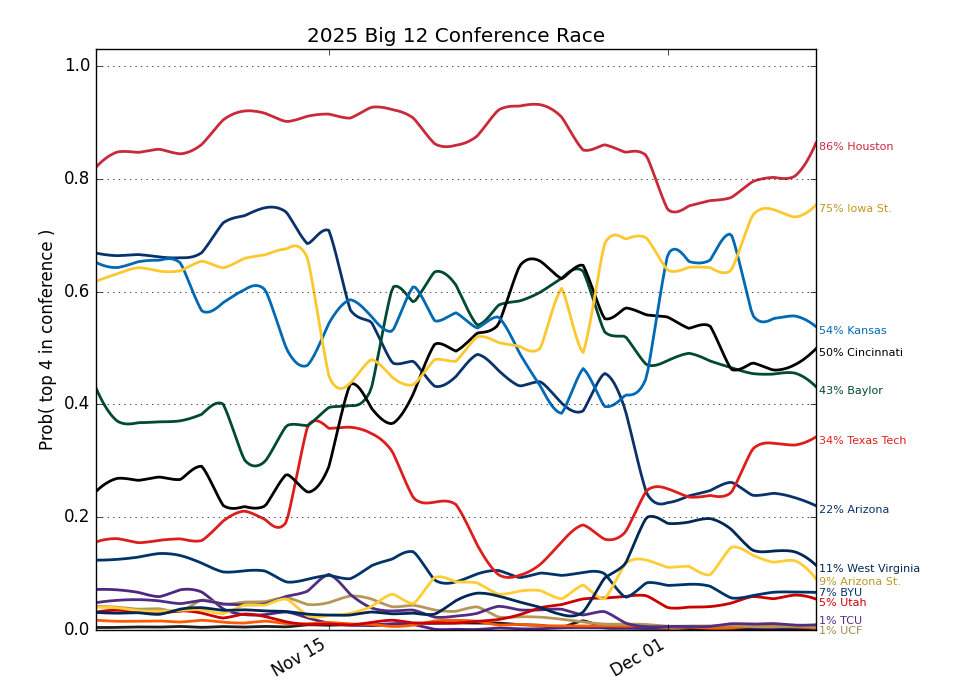 2025 Big 12 Conference Race
Prob( top 4 in conference )
1.0
0.8
0.6
0.4
0.2
0.0
Nov 15
Dec 01
86% Houston
75% Iowa St.
54% Kansas
50% Cincinnati
43% Baylor
34% Texas Tech
22% Arizona
11% West Virginia
9% Arizona St.
7% BYU
5% Utah
1% TCU
1% UCF